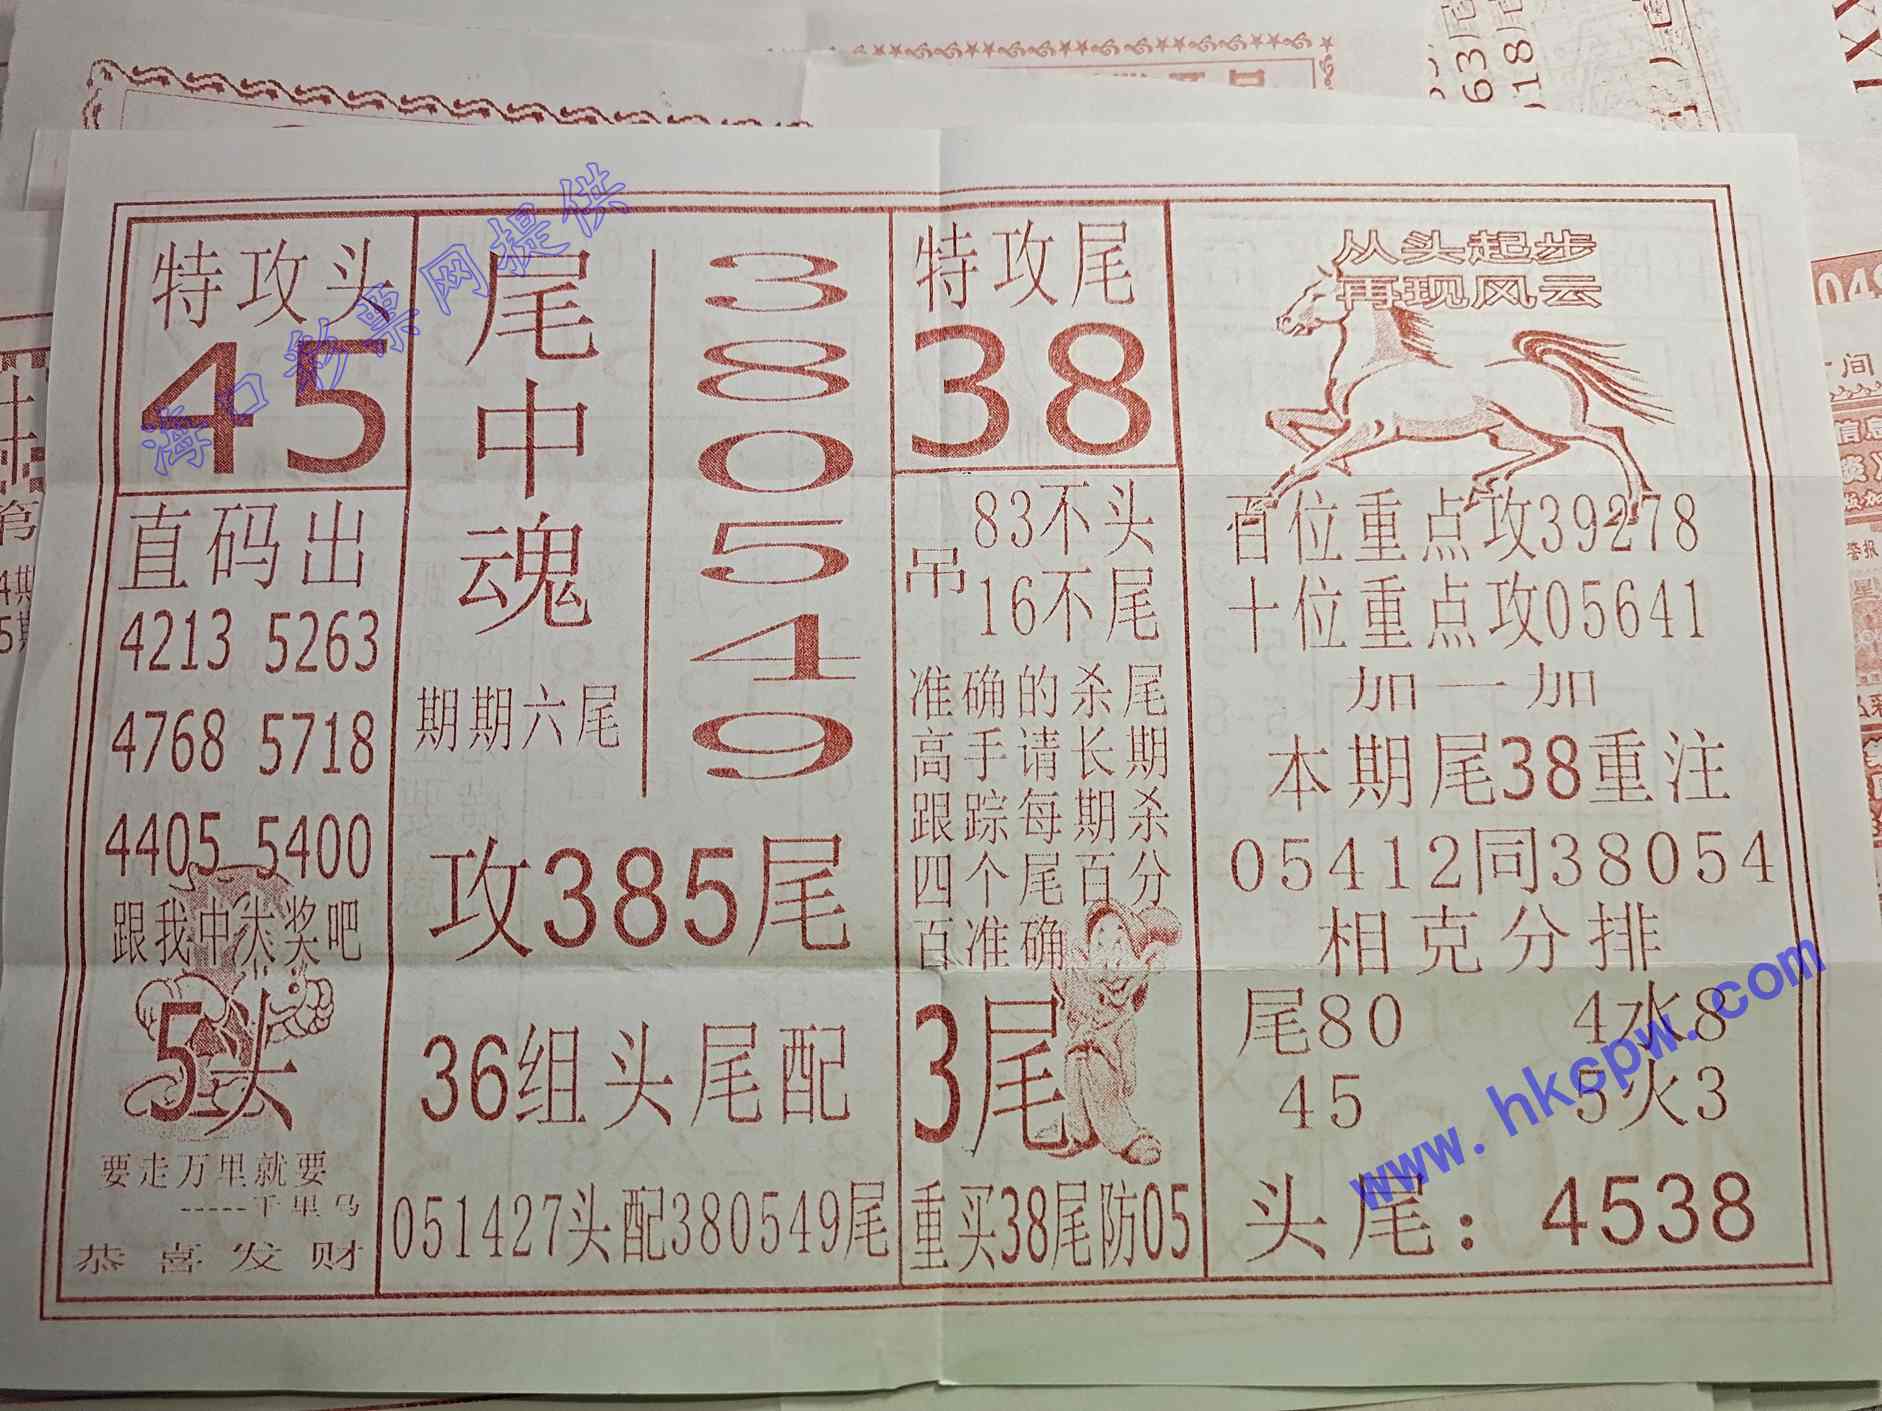 特攻头
45
直码出
4213 5263
4768 5718
4405 5400
跟我中大奖吧
5头
要走万里就要
-----千里马
恭喜发财
尾中魂
期期六尾
380549
攻385尾
36组头尾配
051427头配380549尾
特攻尾
38
吊
83不头
16不尾
准确的杀尾
高手请长期
跟踪每期杀
四个尾百分
百准确
3尾
重买38尾防05
从头起步
再现风云
百位重点攻39278
十位重点攻05641
加一加
本期尾38重注
05412同38054
相克分排
尾80 4水8
45 5火3
头尾：4538
海口彩票网提供
www.hkcpw.com
63尾
018尾
049